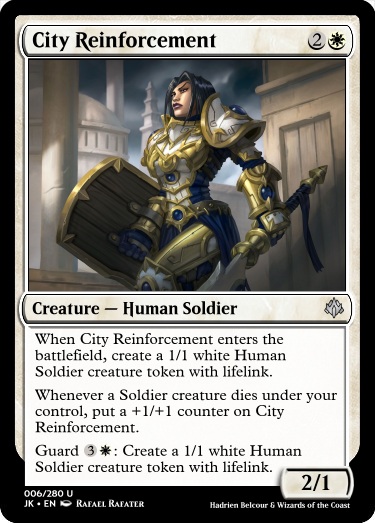 City Reinforcement 2
Creature — Human Soldier
When City Reinforcement enters the
battlefield, create a 1/1 white Human
Soldier creature token with lifelink.
Whenever a Soldier creature dies under your
control, put a +1/+1 counter on City
Reinforcement.
Guard 3 : Create a 1/1 white Human
Soldier creature token with lifelink.
2/1
006/280 U
JK • EN Rafael Rafater
Hadrien Belcour & Wizards of the Coast